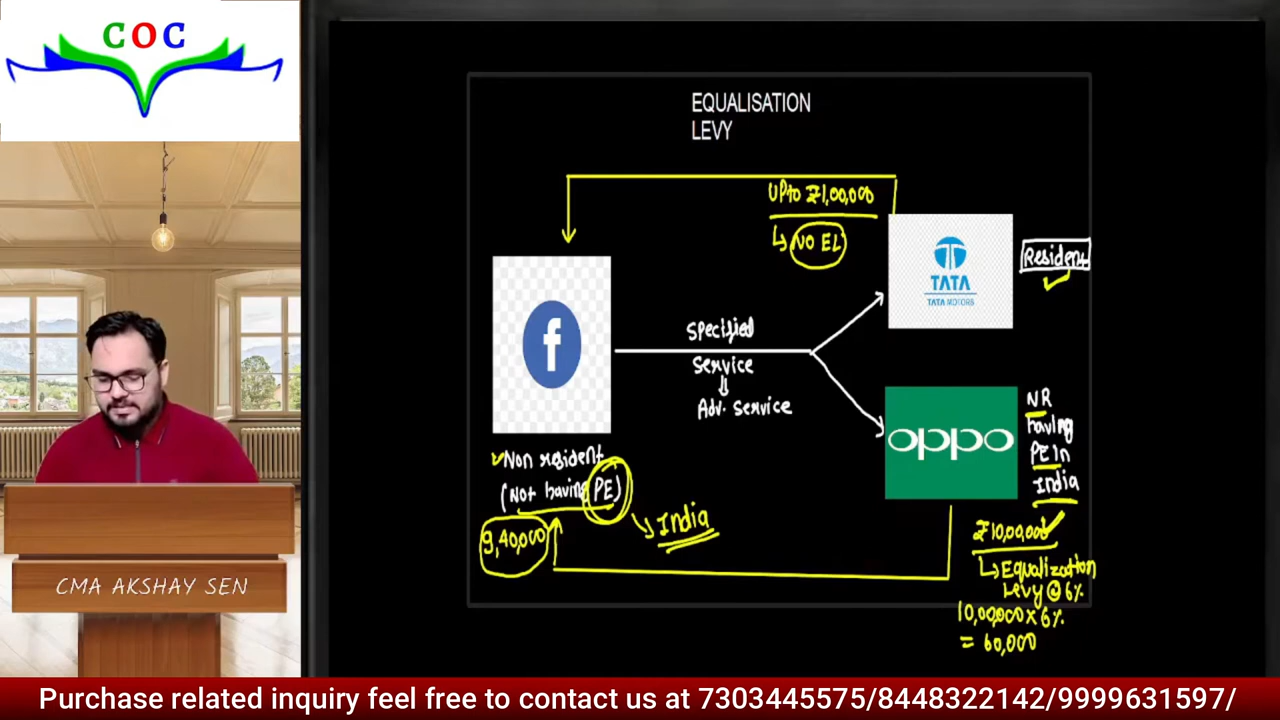 COC
EQUALISATION
LEVY
UPto ₹1,00,000
↳ NO EL
TATA
TATA MOTORS
Resident
f
Specified
Service
⇓
Adv. Service
oppo
NR
having
PE In
India
Non resident
(Not having PE)
→ India
9,40,000
₹10,00,000
↳ Equalization
Levy @ 6%
10,00,000 x 6%
= 60,000
CMA AKSHAY SEN
Purchase related inquiry feel free to contact us at 7303445575/8448322142/9999631597/